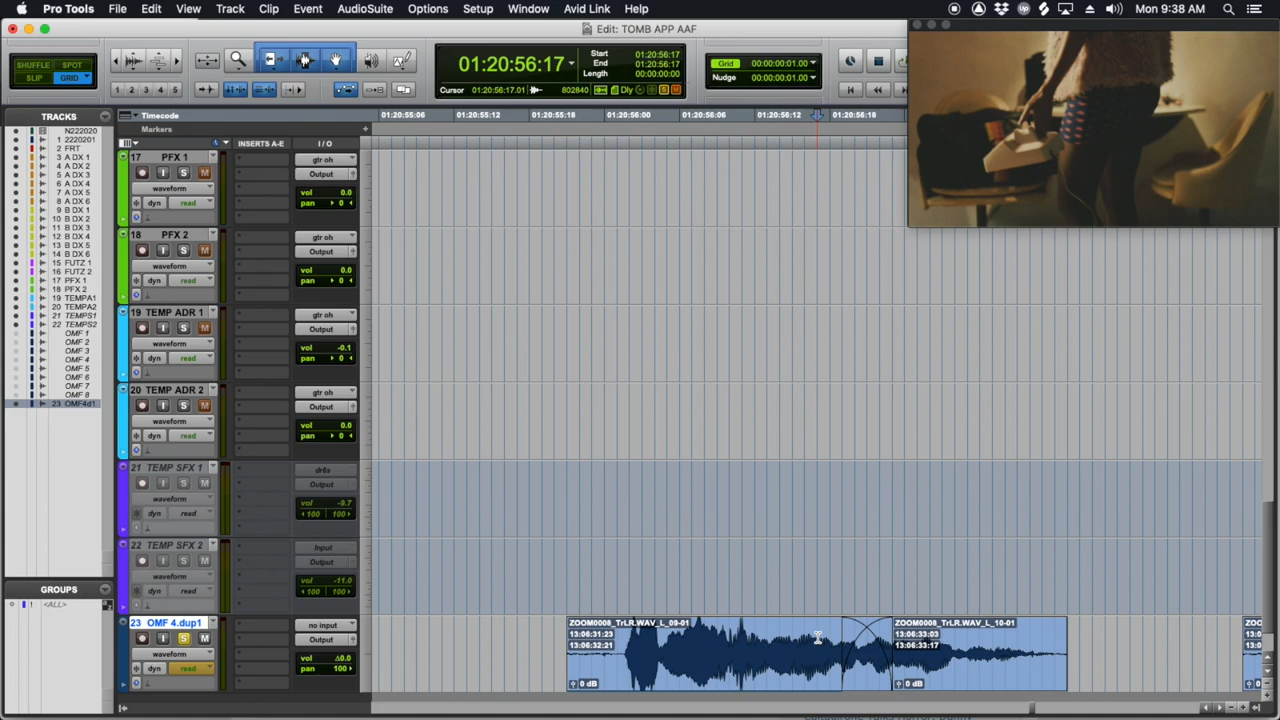 Pro Tools File Edit View Track Clip Event AudioSuite Options Setup Window Avid Link Help Up Mon 9:38 AM
Edit: TOMB APP AAF
SHUFFLE SPOT
SLIP GRID
01:20:56:17
Start 01:20:56:17
End 01:20:56:17
Length 00:00:00:00
Cursor 01:20:56:17.01 802840 Dly S M
Grid 00:00:00:01.00
Nudge 00:00:00:01.00
1 2 3 4 5
TRACKS
N222020
1 2220201
2 FRT
3 A DX 1
4 A DX 2
5 A DX 3
6 A DX 4
7 A DX 5
8 A DX 6
9 B DX 1
10 B DX 2
11 B DX 3
12 B DX 4
13 B DX 5
14 B DX 6
15 FUTZ 1
16 FUTZ 2
17 PFX 1
18 PFX 2
19 TEMPA1
20 TEMPA2
21 TEMPS1
22 TEMPS2
OMF 1
OMF 2
OMF 3
OMF 4
OMF 5
OMF 6
OMF 7
OMF 8
23 OMF4d1
GROUPS
! <ALL>
Timecode 01:20:55:06 01:20:55:12 01:20:55:18 01:20:56:00 01:20:56:06 01:20:56:12 01:20:56:18
Markers
INSERTS A-E I / O
17 PFX 1
I S M
waveform
dyn read
gtr oh
Output
vol 0.0
pan 0
18 PFX 2
I S M
waveform
dyn read
gtr oh
Output
vol 0.0
pan 0
19 TEMP ADR 1
I S M
waveform
dyn read
gtr oh
Output
vol -0.1
pan 0
20 TEMP ADR 2
I S M
waveform
dyn read
gtr oh
Output
vol 0.0
pan 0
21 TEMP SFX 1
I S M
waveform
dyn read
dr6s
Output
vol -9.7
100 100
22 TEMP SFX 2
I S M
waveform
dyn read
Input
Output
vol -11.0
100 100
23 OMF 4.dup1
I S M
waveform
dyn read
no input
Output
vol Δ0.0
pan 100
ZOOM0008_TrLR.WAV_L_09-01
13:06:31:23
13:06:32:21
0 dB
ZOOM0008_TrLR.WAV_L_10-01
13:06:33:03
13:06:33:17
0 dB